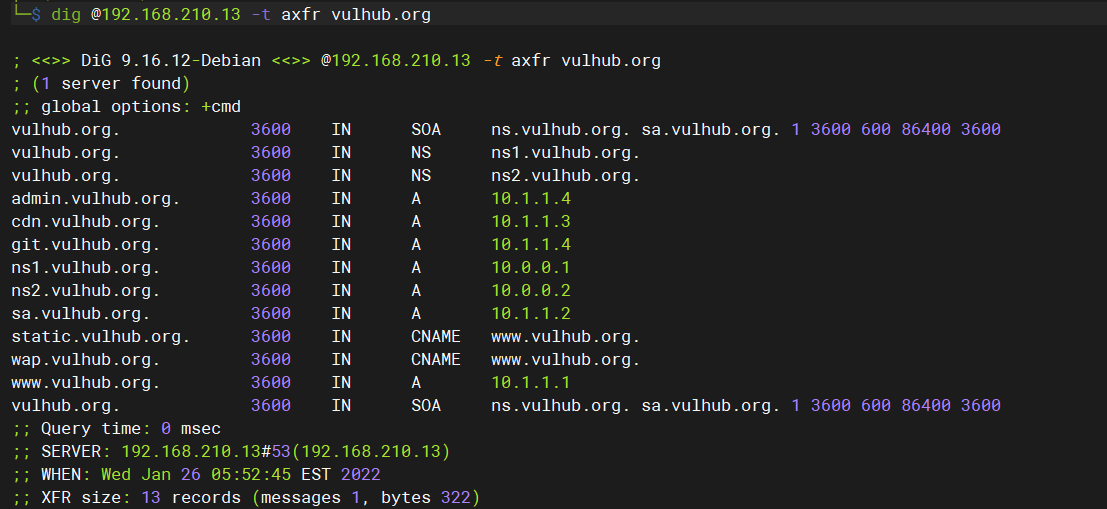 └─$ dig @192.168.210.13 -t axfr vulhub.org
; <<>> DiG 9.16.12-Debian <<>> @192.168.210.13 -t axfr vulhub.org
; (1 server found)
;; global options: +cmd
vulhub.org. 3600 IN SOA ns.vulhub.org. sa.vulhub.org. 1 3600 600 86400 3600
vulhub.org. 3600 IN NS ns1.vulhub.org.
vulhub.org. 3600 IN NS ns2.vulhub.org.
admin.vulhub.org. 3600 IN A 10.1.1.4
cdn.vulhub.org. 3600 IN A 10.1.1.3
git.vulhub.org. 3600 IN A 10.1.1.4
ns1.vulhub.org. 3600 IN A 10.0.0.1
ns2.vulhub.org. 3600 IN A 10.0.0.2
sa.vulhub.org. 3600 IN A 10.1.1.2
static.vulhub.org. 3600 IN CNAME www.vulhub.org.
wap.vulhub.org. 3600 IN CNAME www.vulhub.org.
www.vulhub.org. 3600 IN A 10.1.1.1
vulhub.org. 3600 IN SOA ns.vulhub.org. sa.vulhub.org. 1 3600 600 86400 3600
;; Query time: 0 msec
;; SERVER: 192.168.210.13#53(192.168.210.13)
;; WHEN: Wed Jan 26 05:52:45 EST 2022
;; XFR size: 13 records (messages 1, bytes 322)